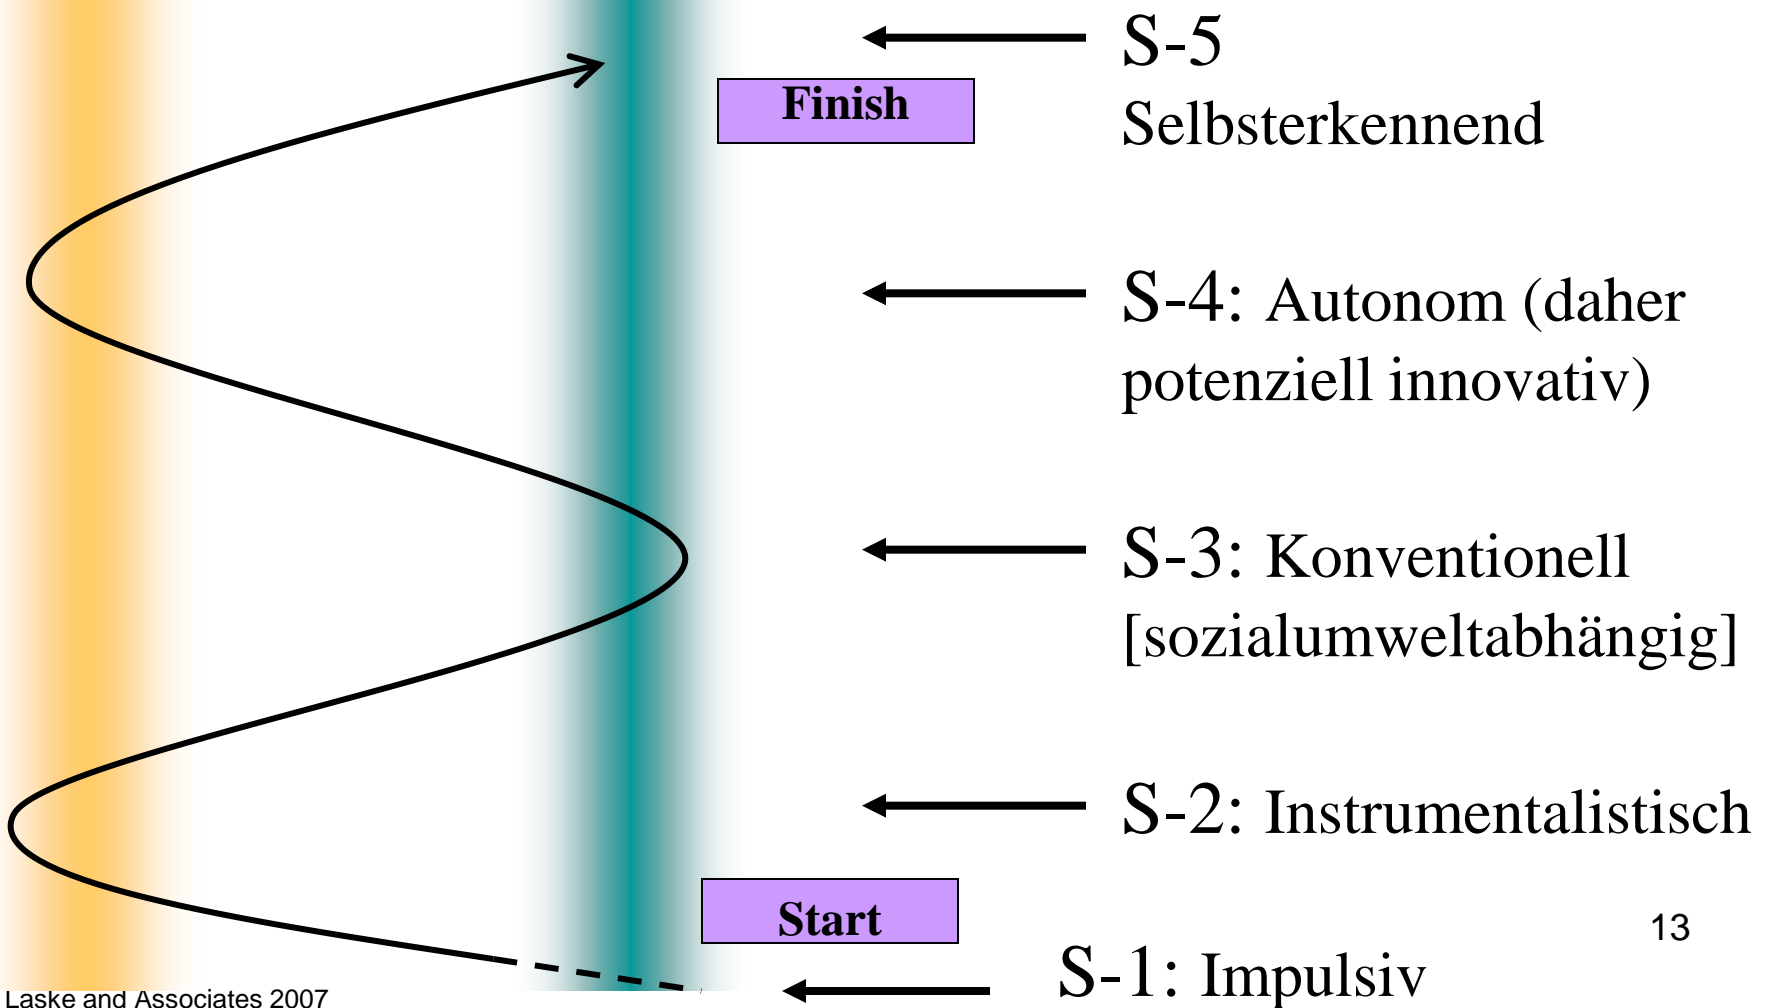 S-5
Selbsterkennend
Finish
S-4: Autonom (daher
potenziell innovativ)
S-3: Konventionell
[sozialumweltabhängig]
S-2: Instrumentalistisch
Start
13
S-1: Impulsiv
Laske and Associates 2007